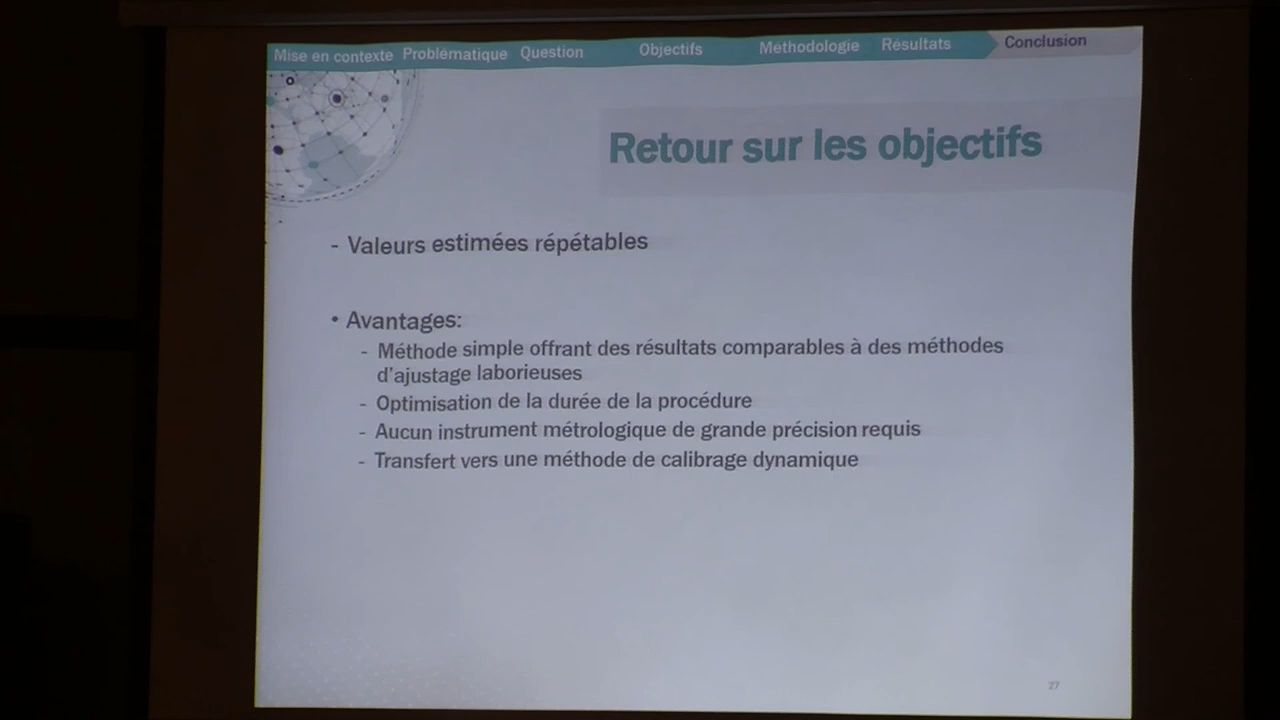 Mise en contexte Problématique Question Objectifs Méthodologie Résultats Conclusion
Retour sur les objectifs
- Valeurs estimées répétables
• Avantages:
- Méthode simple offrant des résultats comparables à des méthodes
d'ajustage laborieuses
- Optimisation de la durée de la procédure
- Aucun instrument métrologique de grande précision requis
- Transfert vers une méthode de calibrage dynamique
27